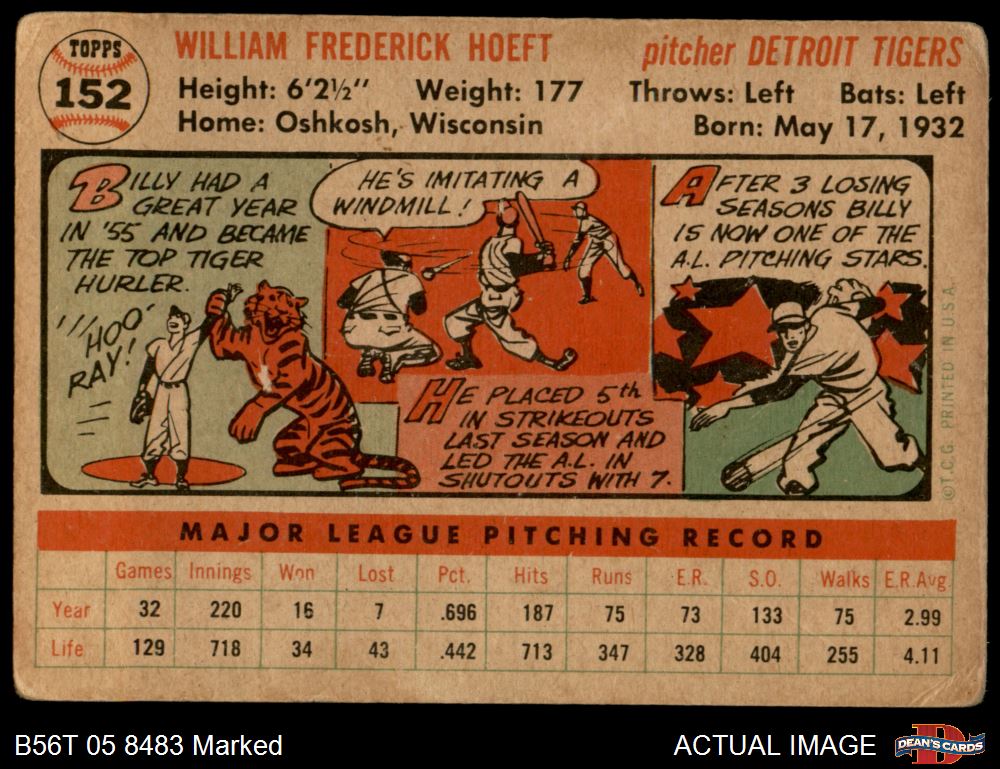 TOPPS
152
WILLIAM FREDERICK HOEFT
pitcher DETROIT TIGERS
Height: 6'2½" Weight: 177 Throws: Left Bats: Left
Home: Oshkosh, Wisconsin Born: May 17, 1932
BILLY HAD A
GREAT YEAR
IN '55 AND BECAME
THE TOP TIGER
HURLER.
HOO-
RAY!
HE'S IMITATING A
WINDMILL!
HE PLACED 5th
IN STRIKEOUTS
LAST SEASON AND
LED THE A.L. IN
SHUTOUTS WITH 7.
AFTER 3 LOSING
SEASONS BILLY
IS NOW ONE OF THE
A.L. PITCHING STARS.
©T.C.G. PRINTED IN U.S.A.
MAJOR LEAGUE PITCHING RECORD
Games Innings Won Lost Pct. Hits Runs E.R. S.O. Walks E.R.Avg.
Year 32 220 16 7 .696 187 75 73 133 75 2.99
Life 129 718 34 43 .442 713 347 328 404 255 4.11
B56T 05 8483 Marked
ACTUAL IMAGE
D
DEAN'S CARDS